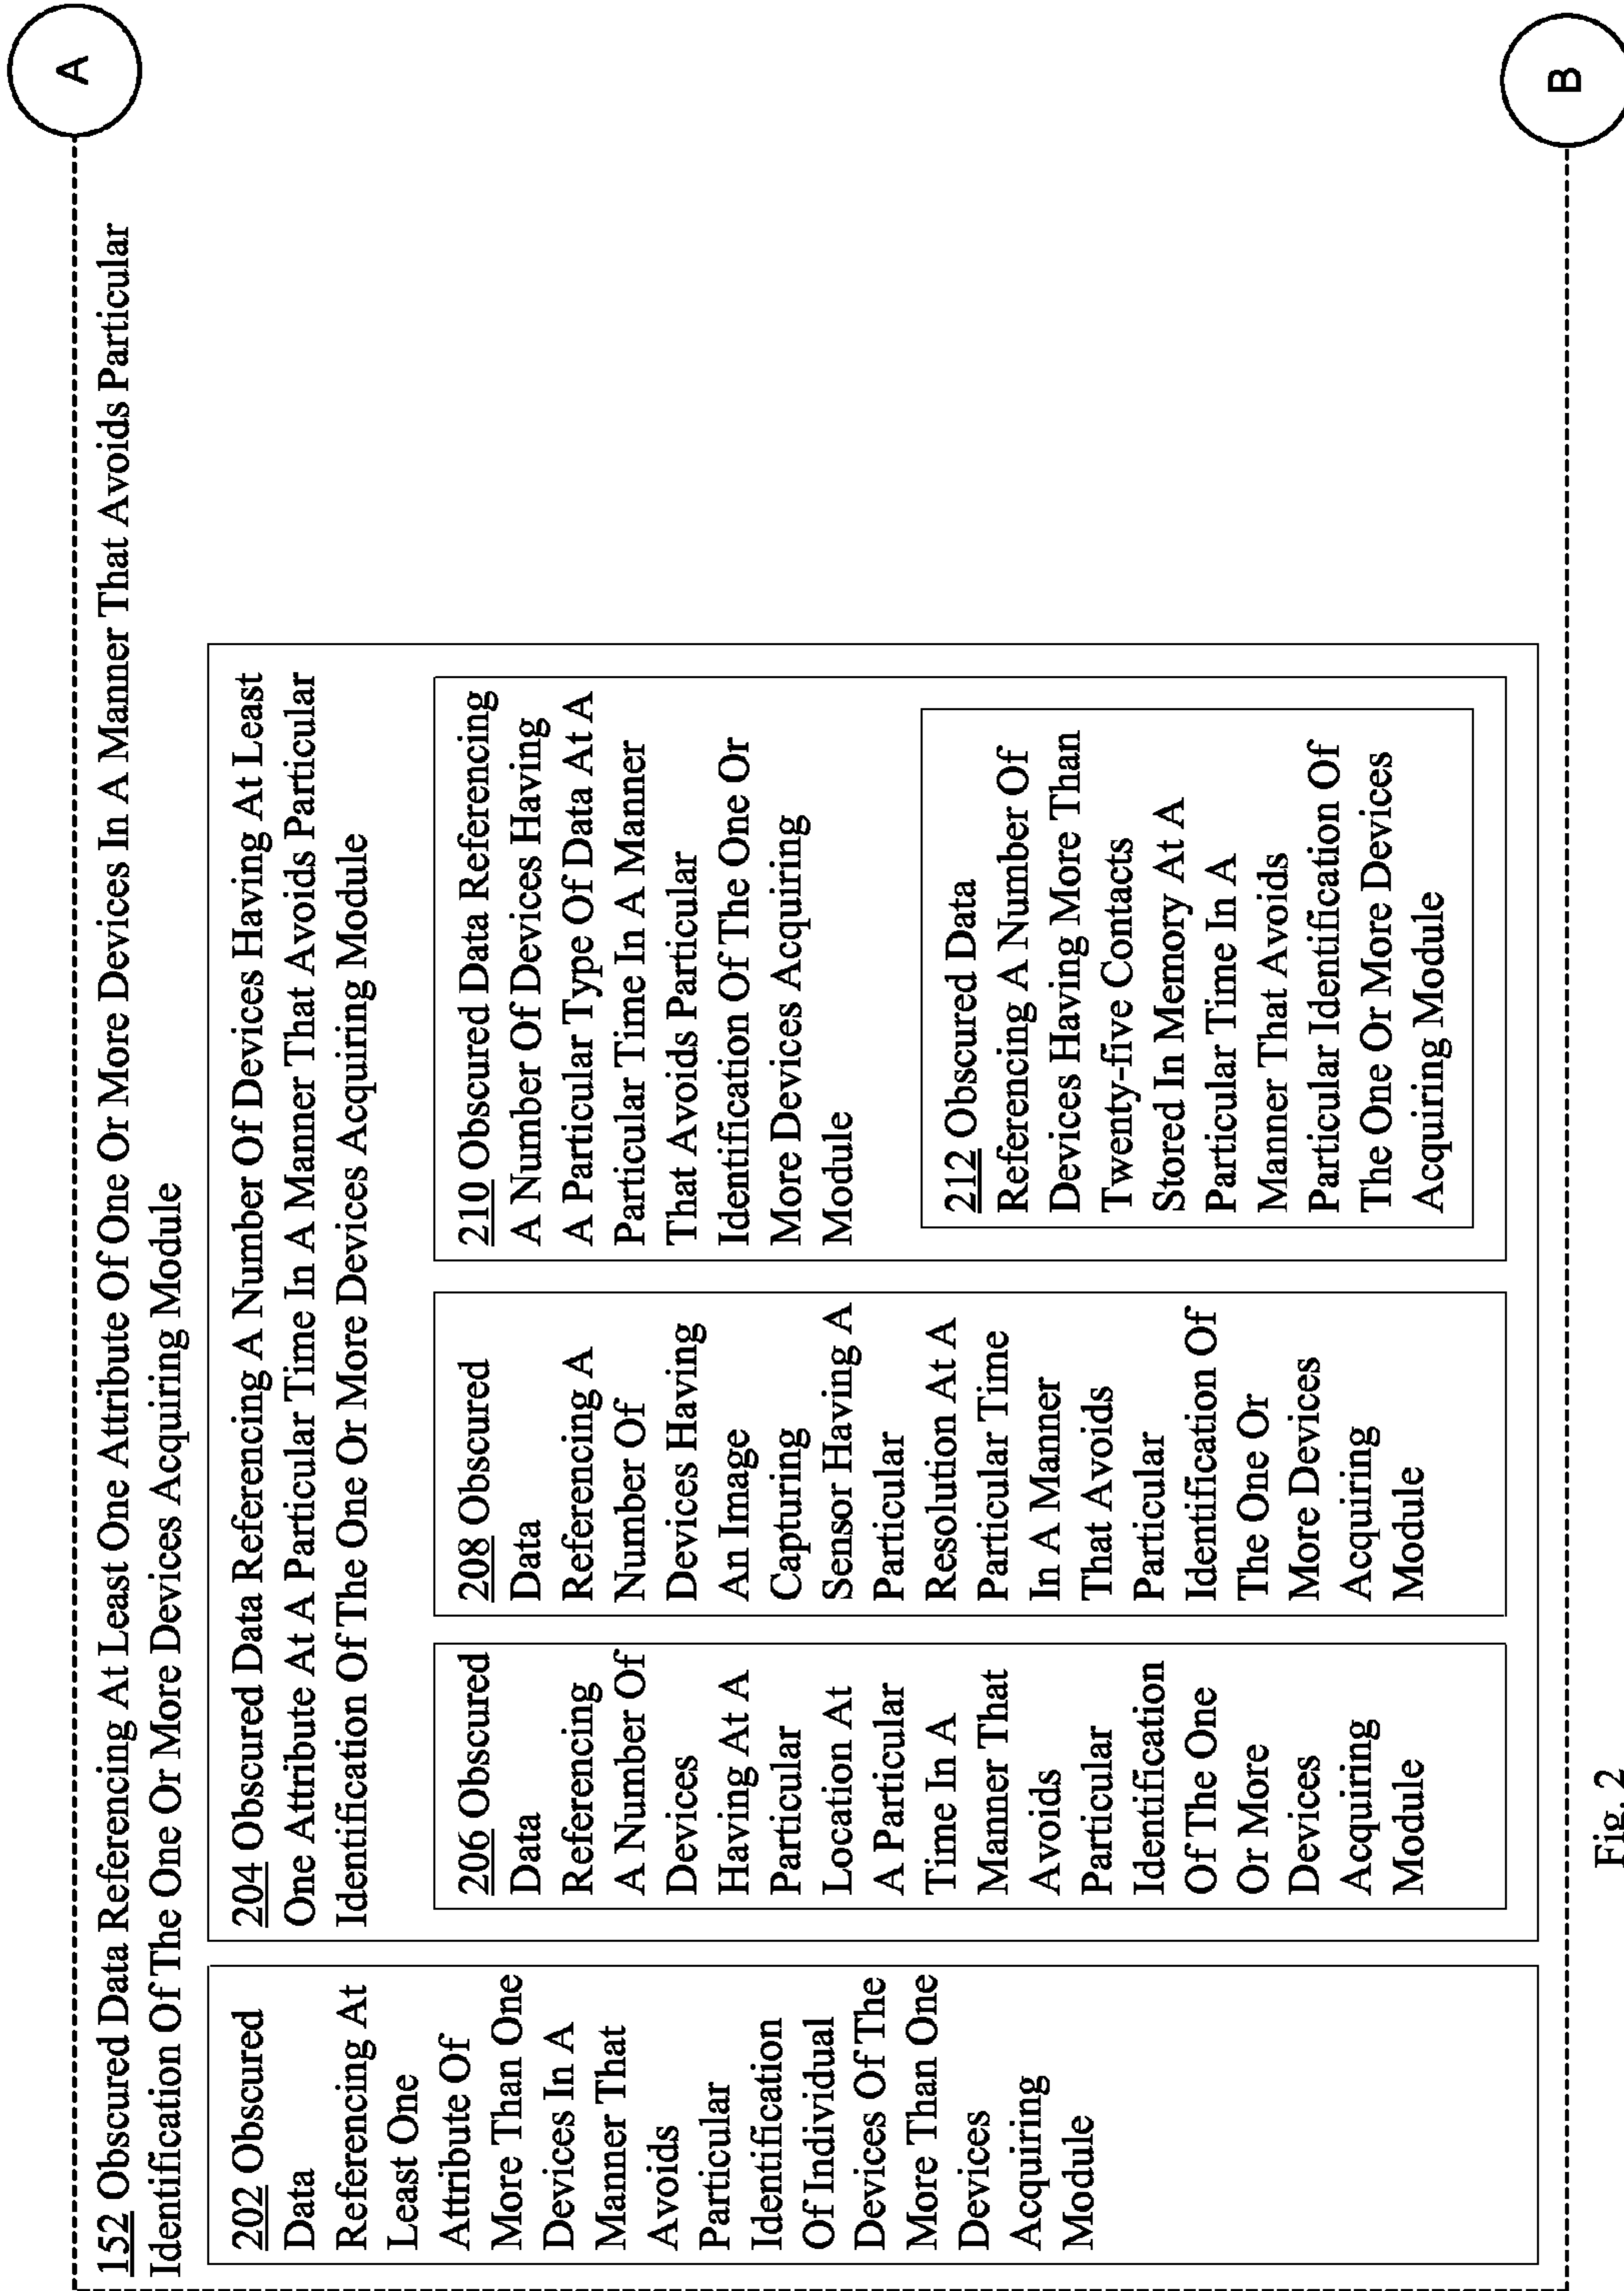 A
152 Obscured Data Referencing At Least One Attribute Of One Or More Devices In A Manner That Avoids Particular
Identification Of The One Or More Devices Acquiring Module
202 Obscured
Data
Referencing At
Least One
Attribute Of
More Than One
Devices In A
Manner That
Avoids
Particular
Identification
Of Individual
Devices Of The
More Than One
Devices
Acquiring
Module
204 Obscured Data Referencing A Number Of Devices Having At Least
One Attribute At A Particular Time In A Manner That Avoids Particular
Identification Of The One Or More Devices Acquiring Module
206 Obscured
Data
Referencing
A Number Of
Devices
Having At A
Particular
Location At
A Particular
Time In A
Manner That
Avoids
Particular
Identification
Of The One
Or More
Devices
Acquiring
Module
208 Obscured
Data
Referencing A
Number Of
Devices Having
An Image
Capturing
Sensor Having A
Particular
Resolution At A
Particular Time
In A Manner
That Avoids
Particular
Identification Of
The One Or
More Devices
Acquiring
Module
210 Obscured Data Referencing
A Number Of Devices Having
A Particular Type Of Data At A
Particular Time In A Manner
That Avoids Particular
Identification Of The One Or
More Devices Acquiring
Module
212 Obscured Data
Referencing A Number Of
Devices Having More Than
Twenty-five Contacts
Stored In Memory At A
Particular Time In A
Manner That Avoids
Particular Identification Of
The One Or More Devices
Acquiring Module
B
Fig. 2